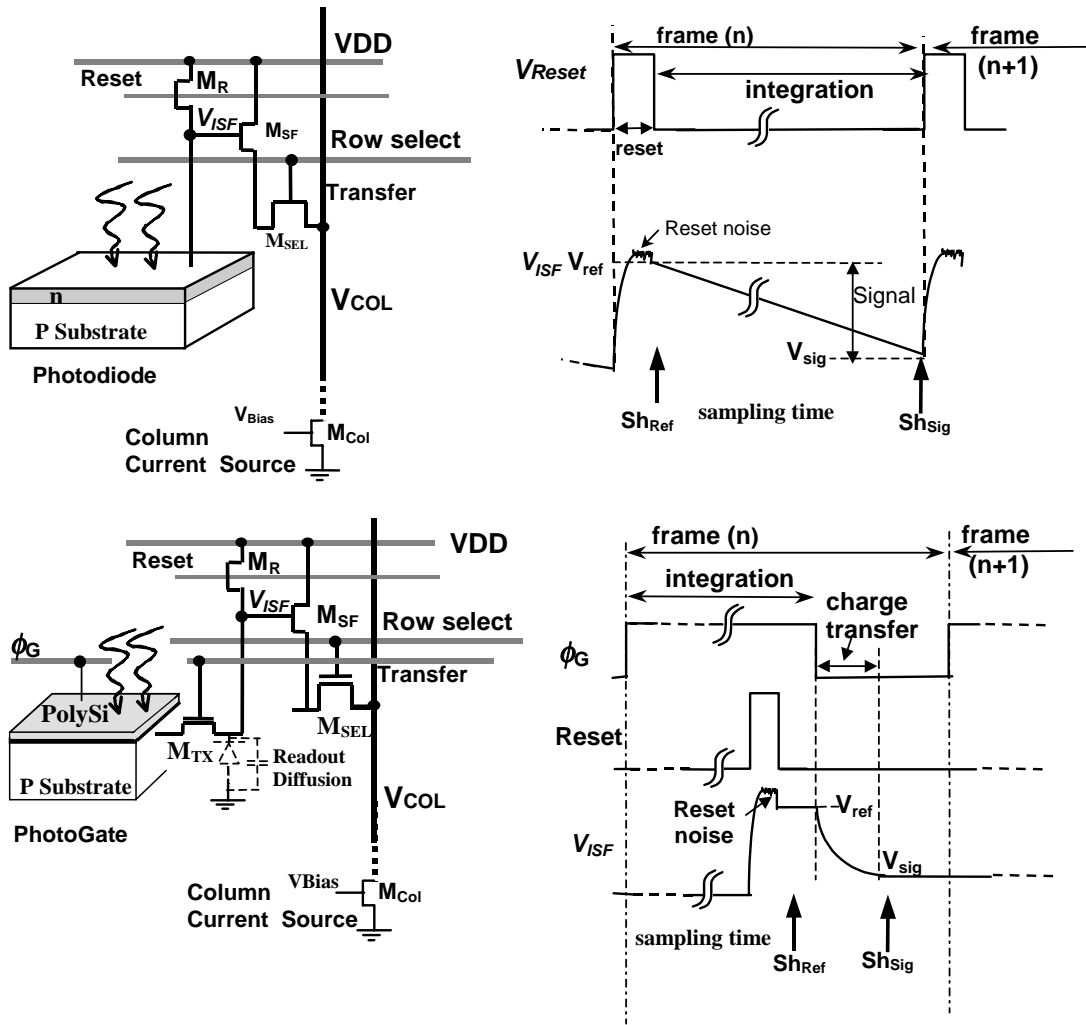 VDD
Reset
MR
VISF
MSF
Row select
Transfer
MSEL
n
P Substrate
VCOL
Photodiode
VBias
MCol
Column
Current Source
frame (n)
frame
(n+1)
VReset
integration
reset
Reset noise
VISF Vref
Signal
Vsig
ShRef
sampling time
ShSig
VDD
Reset
MR
VISF
MSF
Row select
ϕG
Transfer
PolySi
MSEL
MTX
Readout
Diffusion
P Substrate
VCOL
PhotoGate
VBias
MCol
Column
Current Source
frame (n)
frame
(n+1)
integration
charge
transfer
ϕG
Reset
Reset
noise
Vref
VISF
Vsig
sampling time
ShRef
ShSig